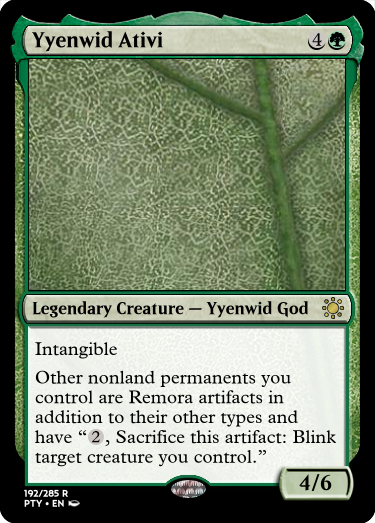 Yyenwid Ativi 4
Legendary Creature — Yyenwid God
Intangible
Other nonland permanents you
control are Remora artifacts in
addition to their other types and
have “2, Sacrifice this artifact: Blink
target creature you control.”
4/6
192/285 R
PTY • EN